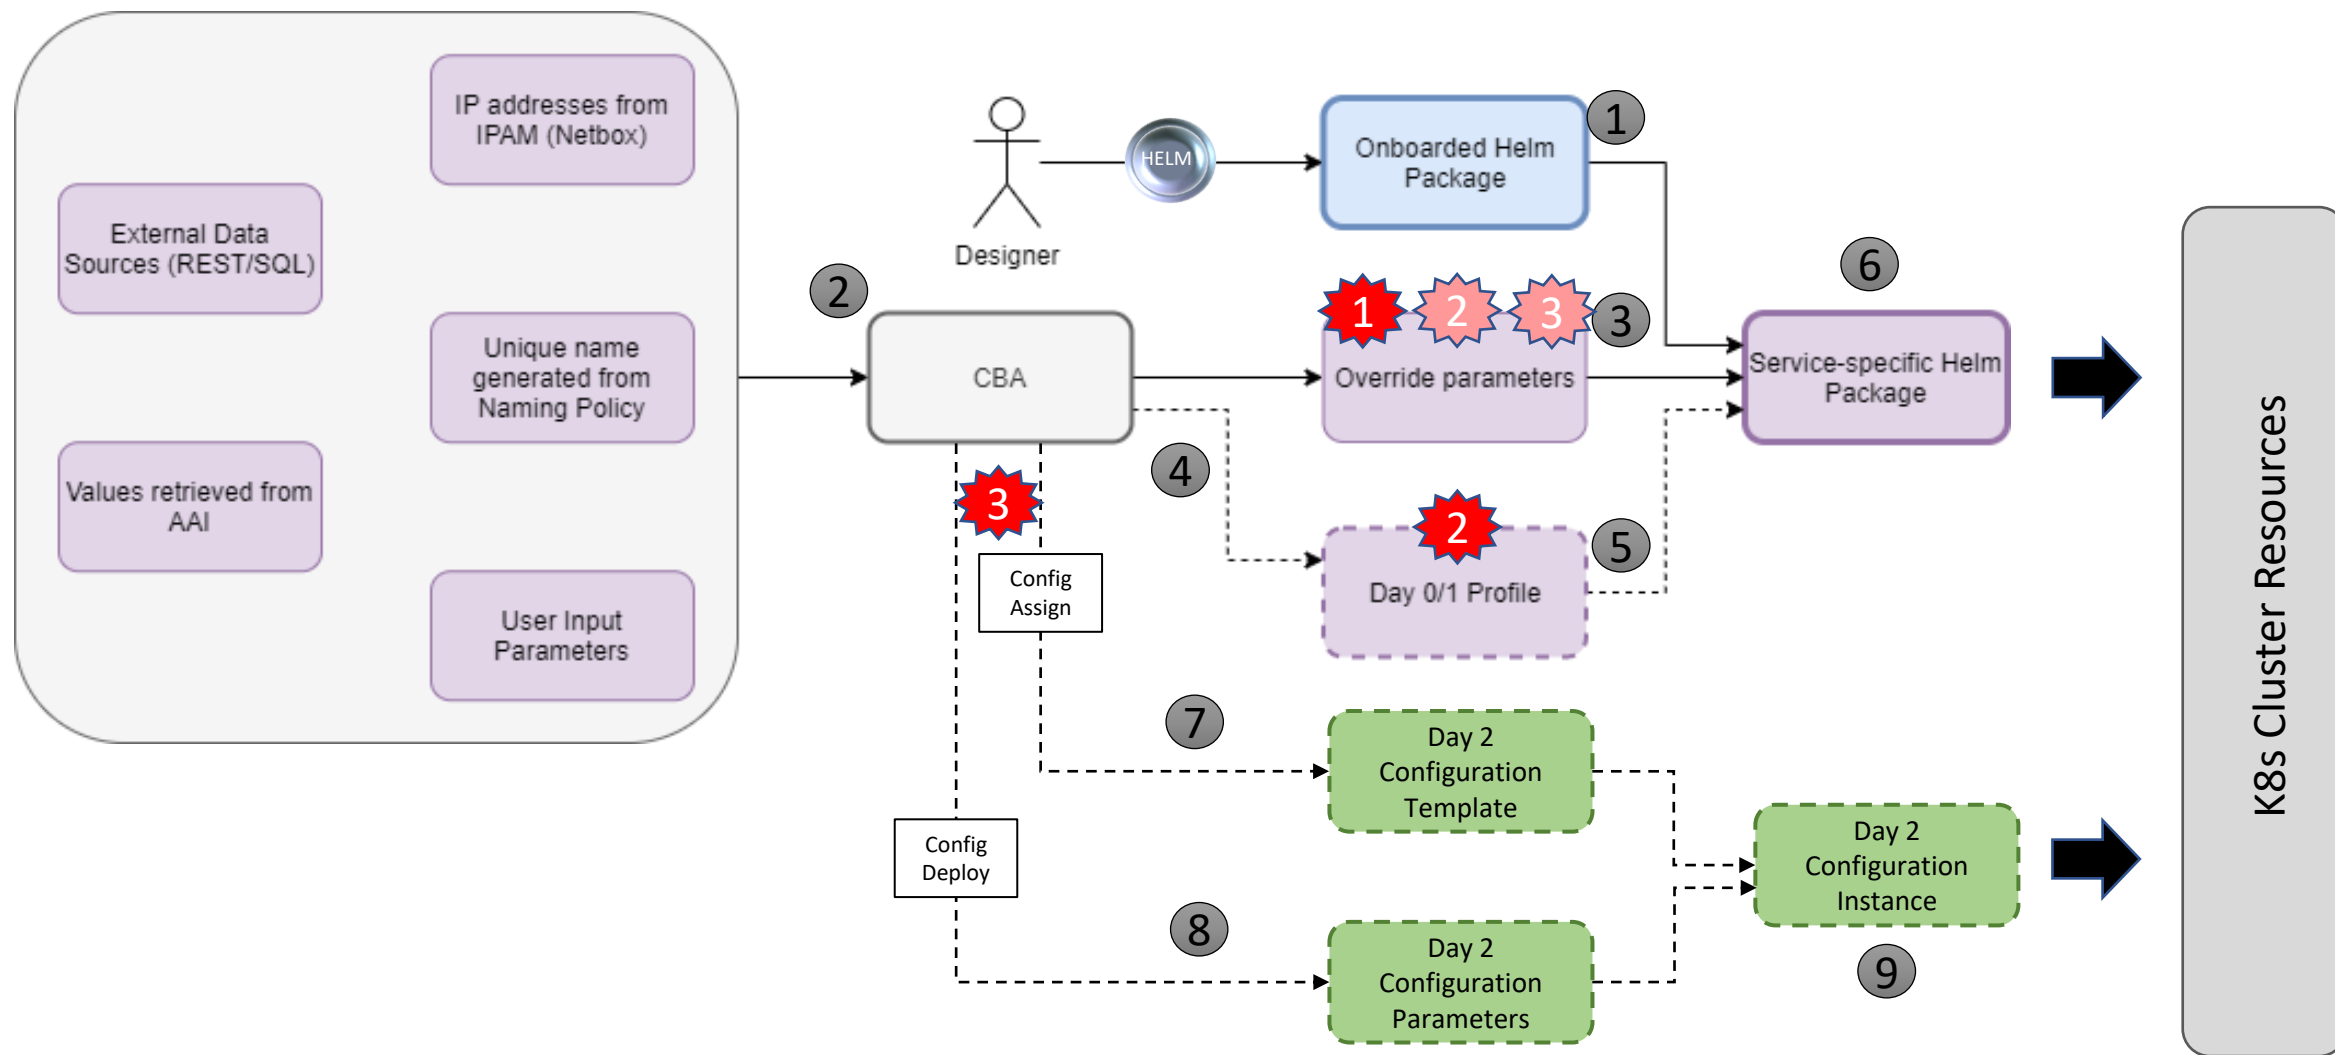 IP addresses from
IPAM (Netbox)
External Data
Sources (REST/SQL)
Unique name
generated from
Naming Policy
Values retrieved from
AAI
User Input
Parameters
Designer
HELM
Onboarded Helm
Package
1
2
CBA
1
2
3
3
Override parameters
6
Service-specific Helm
Package
4
3
2
5
Day 0/1 Profile
Config
Assign
7
Day 2
Configuration
Template
Config
Deploy
8
Day 2
Configuration
Parameters
Day 2
Configuration
Instance
9
K8s Cluster Resources